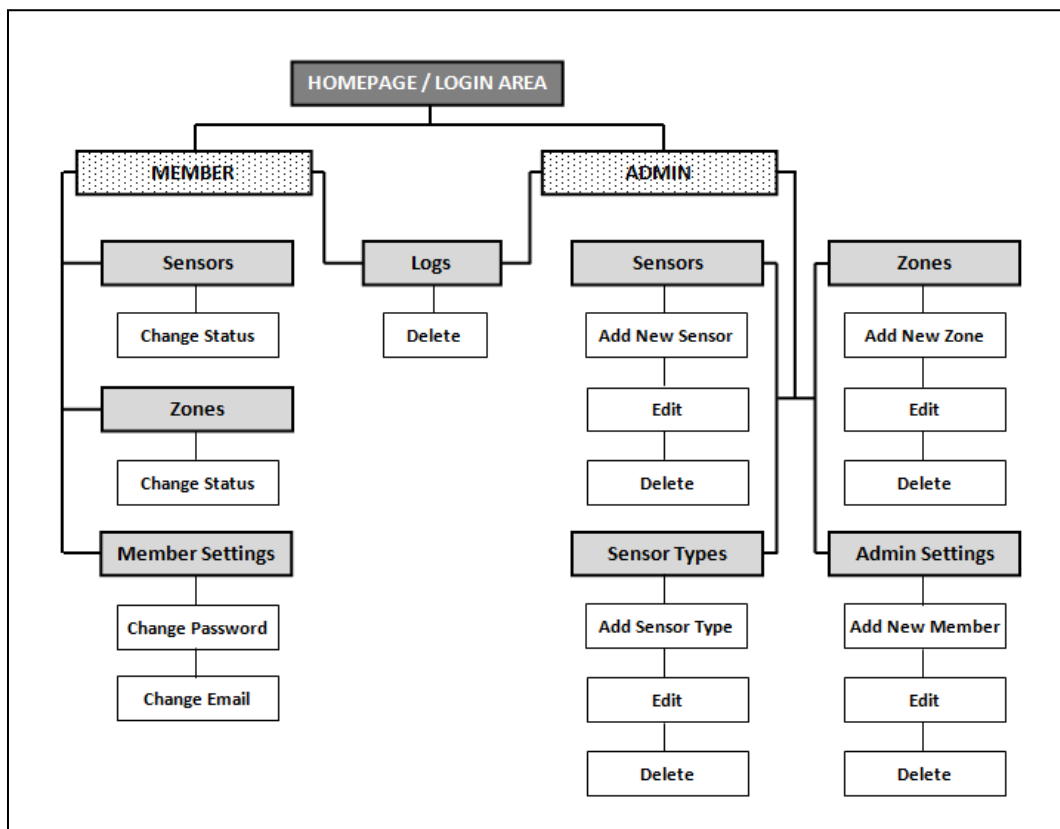 HOMEPAGE / LOGIN AREA
MEMBER
ADMIN
Sensors
Logs
Sensors
Zones
Change Status
Delete
Add New Sensor
Add New Zone
Zones
Edit
Edit
Change Status
Delete
Delete
Member Settings
Sensor Types
Admin Settings
Change Password
Add Sensor Type
Add New Member
Change Email
Edit
Edit
Delete
Delete